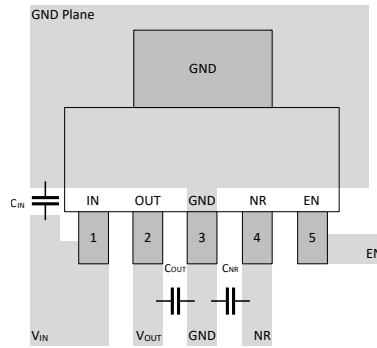 GND Plane
GND
CIN
IN OUT GND NR EN
1 2 3 4 5
EN
COUT CNR
VIN VOUT GND NR